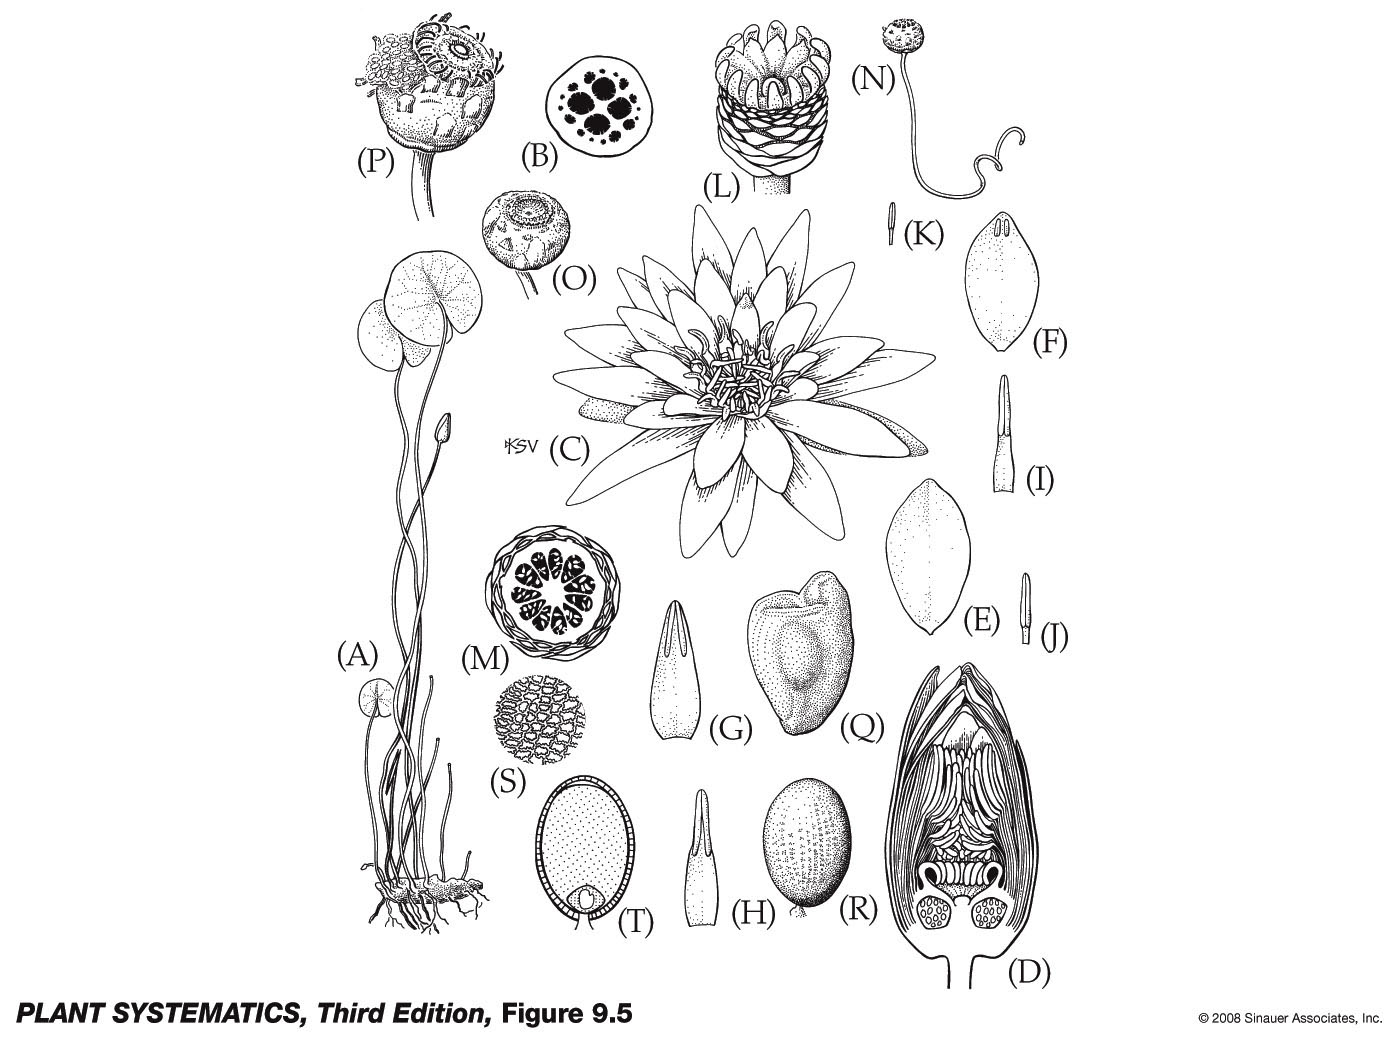 (P)
(B)
(L)
(N)
(K)
(O)
(F)
KSV (C)
(I)
(E)
(J)
(A)
(M)
(G)
(Q)
(S)
(T)
(H)
(R)
(D)
PLANT SYSTEMATICS, Third Edition, Figure 9.5
© 2008 Sinauer Associates, Inc.